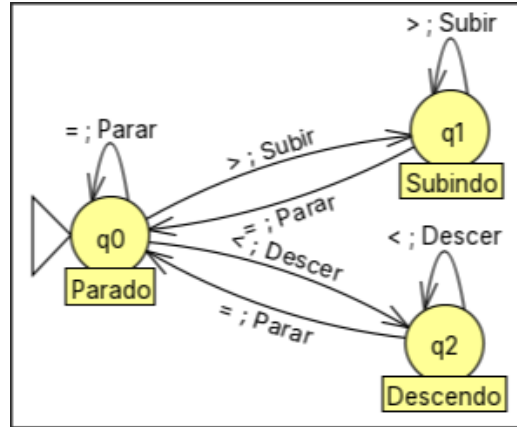 > ; Subir
q1
Subindo
= ; Parar
> ; Subir
= ; Parar
q0
Parado
< ; Descer
= ; Parar
< ; Descer
q2
Descendo